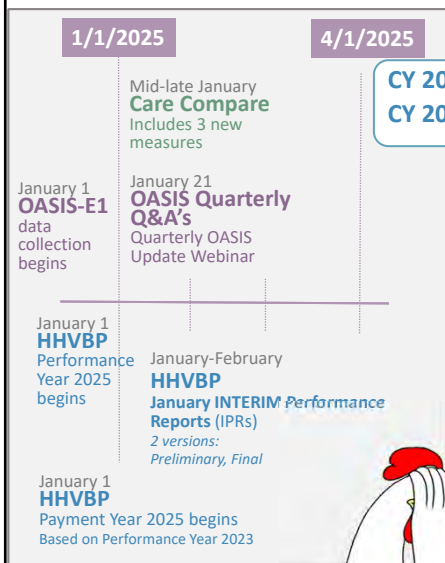 1/1/2025
4/1/2025
Mid-late January
Care Compare
Includes 3 new
measures
CY 20
CY 20
January 1
OASIS-E1
data
collection
begins
January 21
OASIS Quarterly
Q&A's
Quarterly OASIS
Update Webinar
January 1
HHVBP
Performance
Year 2025
begins
January-February
HHVBP
January INTERIM Performance
Reports (IPRs)
2 versions:
Preliminary, Final
January 1
HHVBP
Payment Year 2025 begins
Based on Performance Year 2023